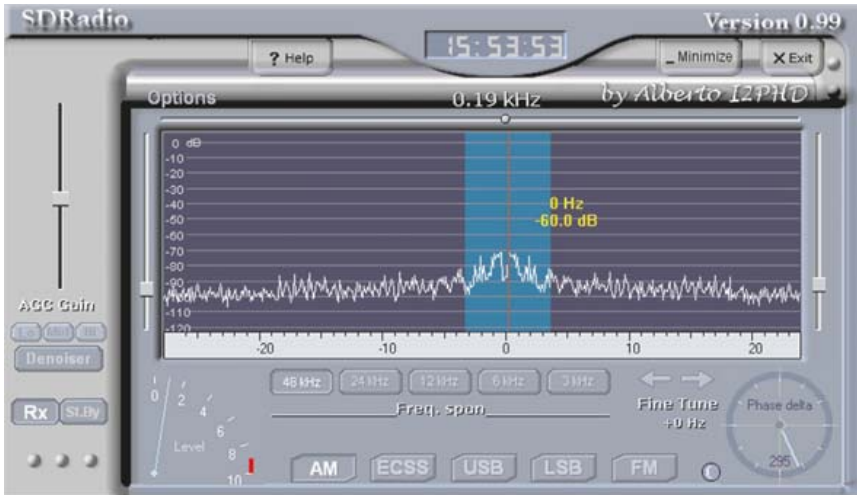 SDRadio
Version 0.99
? Help
15:53:53
_ Minimize
X Exit
Options
0.19 kHz
by Alberto I2PHD
0 dB
-10
-20
-30
-40
-50
-60
-70
-80
-90
-100
-110
-120
0 Hz
-60.0 dB
-20
-10
0
10
20
AGC Gain
Lo
Mid
Hi
Denoiser
Rx
St.By
0
2
4
6
8
10
Level
48 kHz
24 kHz
12 kHz
6 kHz
3 kHz
Freq. span
Fine Tune
+0 Hz
Phase delta
295
AM
ECSS
USB
LSB
FM